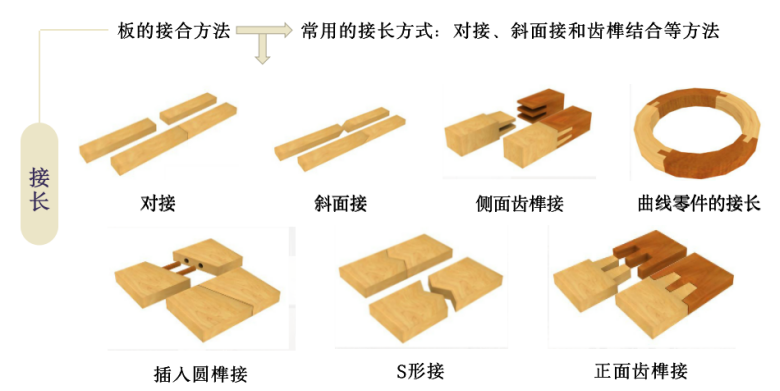 板的接合方法
常用的接长方式：对接、斜面接和齿榫结合等方法
接长
对接
斜面接
侧面齿榫接
曲线零件的接长
插入圆榫接
S形接
正面齿榫接